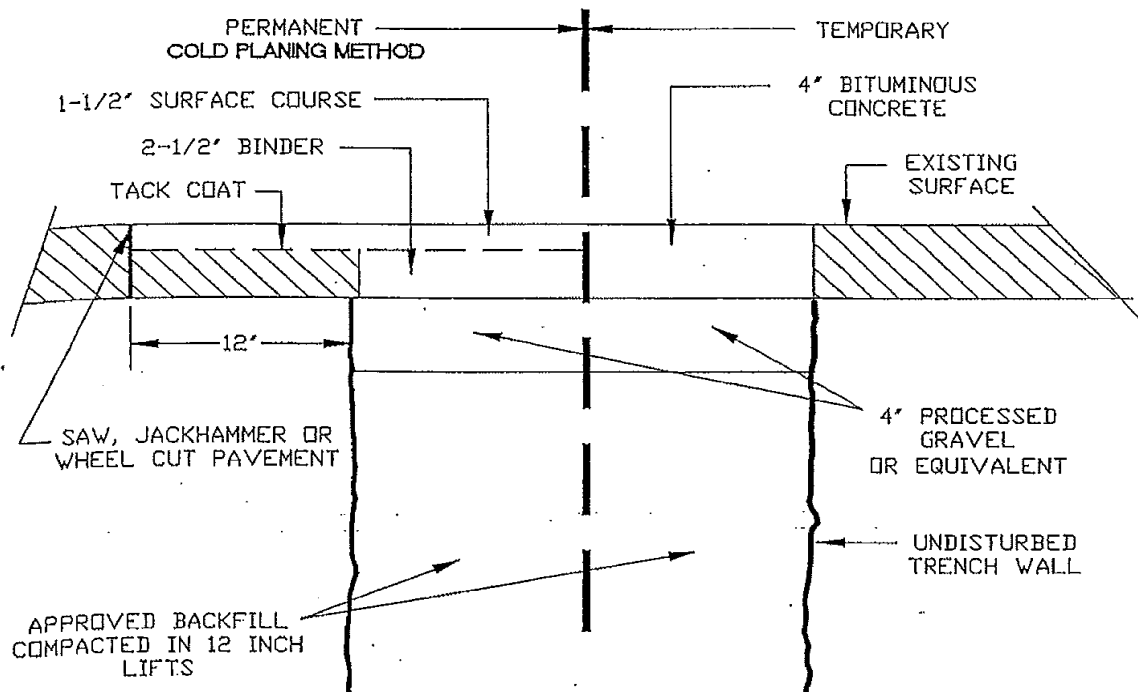 PERMANENT
COLD PLANING METHOD
TEMPORARY
1-1/2" SURFACE COURSE
4" BITUMINOUS
CONCRETE
2-1/2" BINDER
TACK COAT
EXISTING
SURFACE
12"
SAW, JACKHAMMER OR
WHEEL CUT PAVEMENT
4" PROCESSED
GRAVEL
OR EQUIVALENT
UNDISTURBED
TRENCH WALL
APPROVED BACKFILL
COMPACTED IN 12 INCH
LIFTS